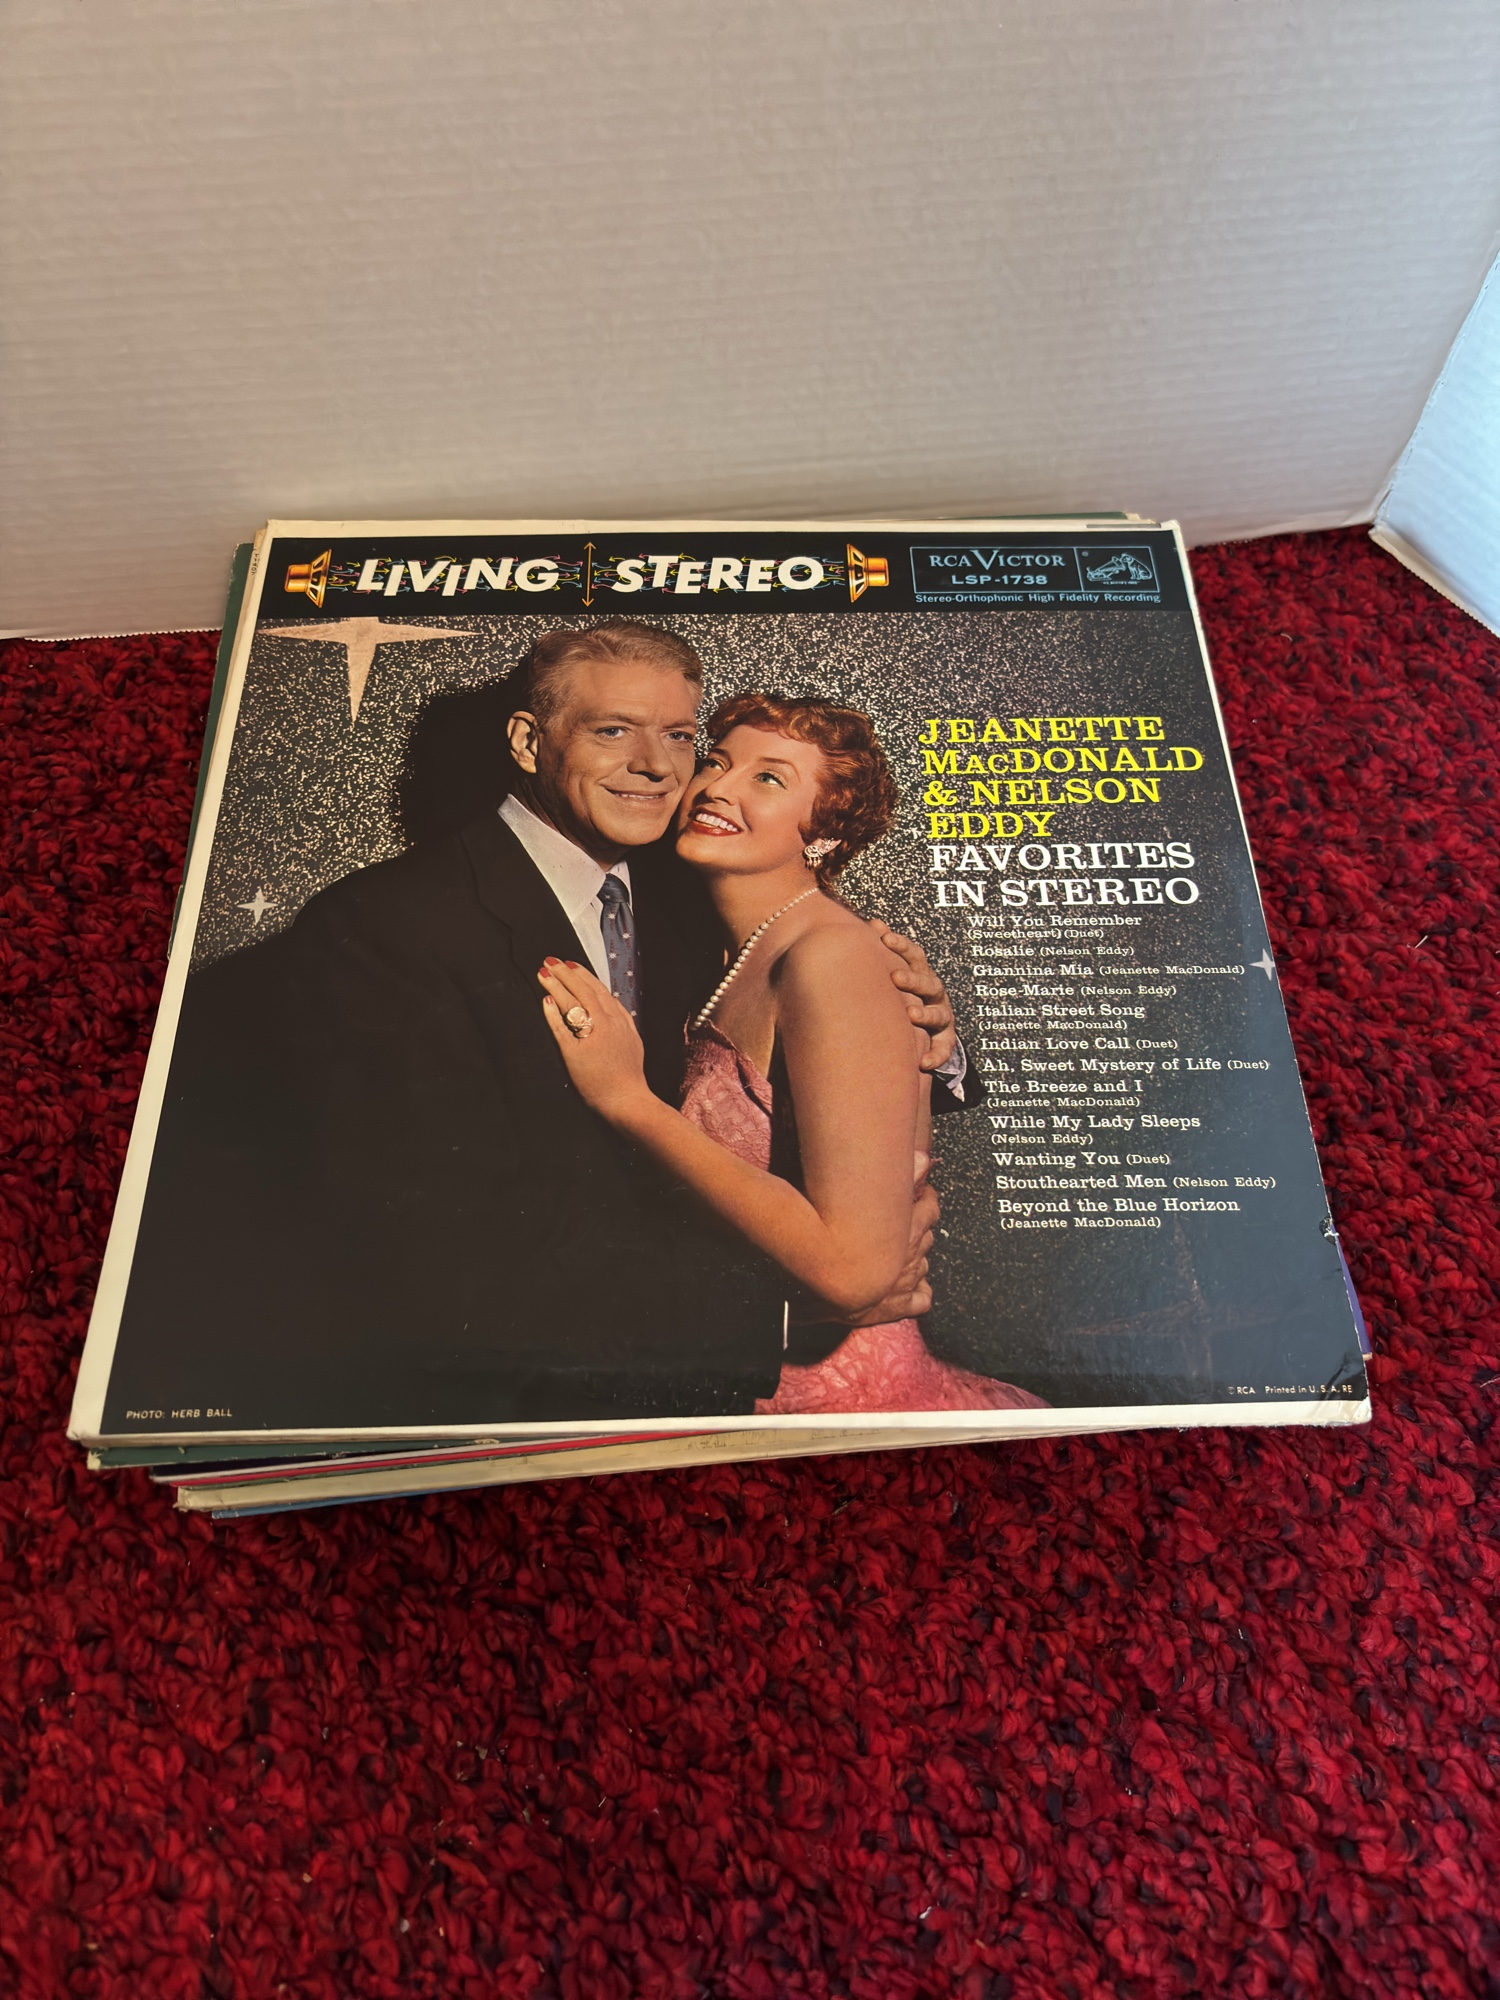 LIVING STEREO
RCA VICTOR
LSP-1738
Stereo-Orthophonic High Fidelity Recording
JEANETTE
MACDONALD
& NELSON
EDDY
FAVORITES
IN STEREO
Will You Remember
(Sweetheart) (Duet)
Rosalie (Nelson Eddy)
Giannina Mia (Jeanette MacDonald)
Rose-Marie (Nelson Eddy)
Italian Street Song
(Jeanette MacDonald)
Indian Love Call (Duet)
Ah, Sweet Mystery of Life (Duet)
The Breeze and I
(Jeanette MacDonald)
While My Lady Sleeps
(Nelson Eddy)
Wanting You (Duet)
Stouthearted Men (Nelson Eddy)
Beyond the Blue Horizon
(Jeanette MacDonald)
© RCA Printed in U. S. A. RE
PHOTO: HERB BALL